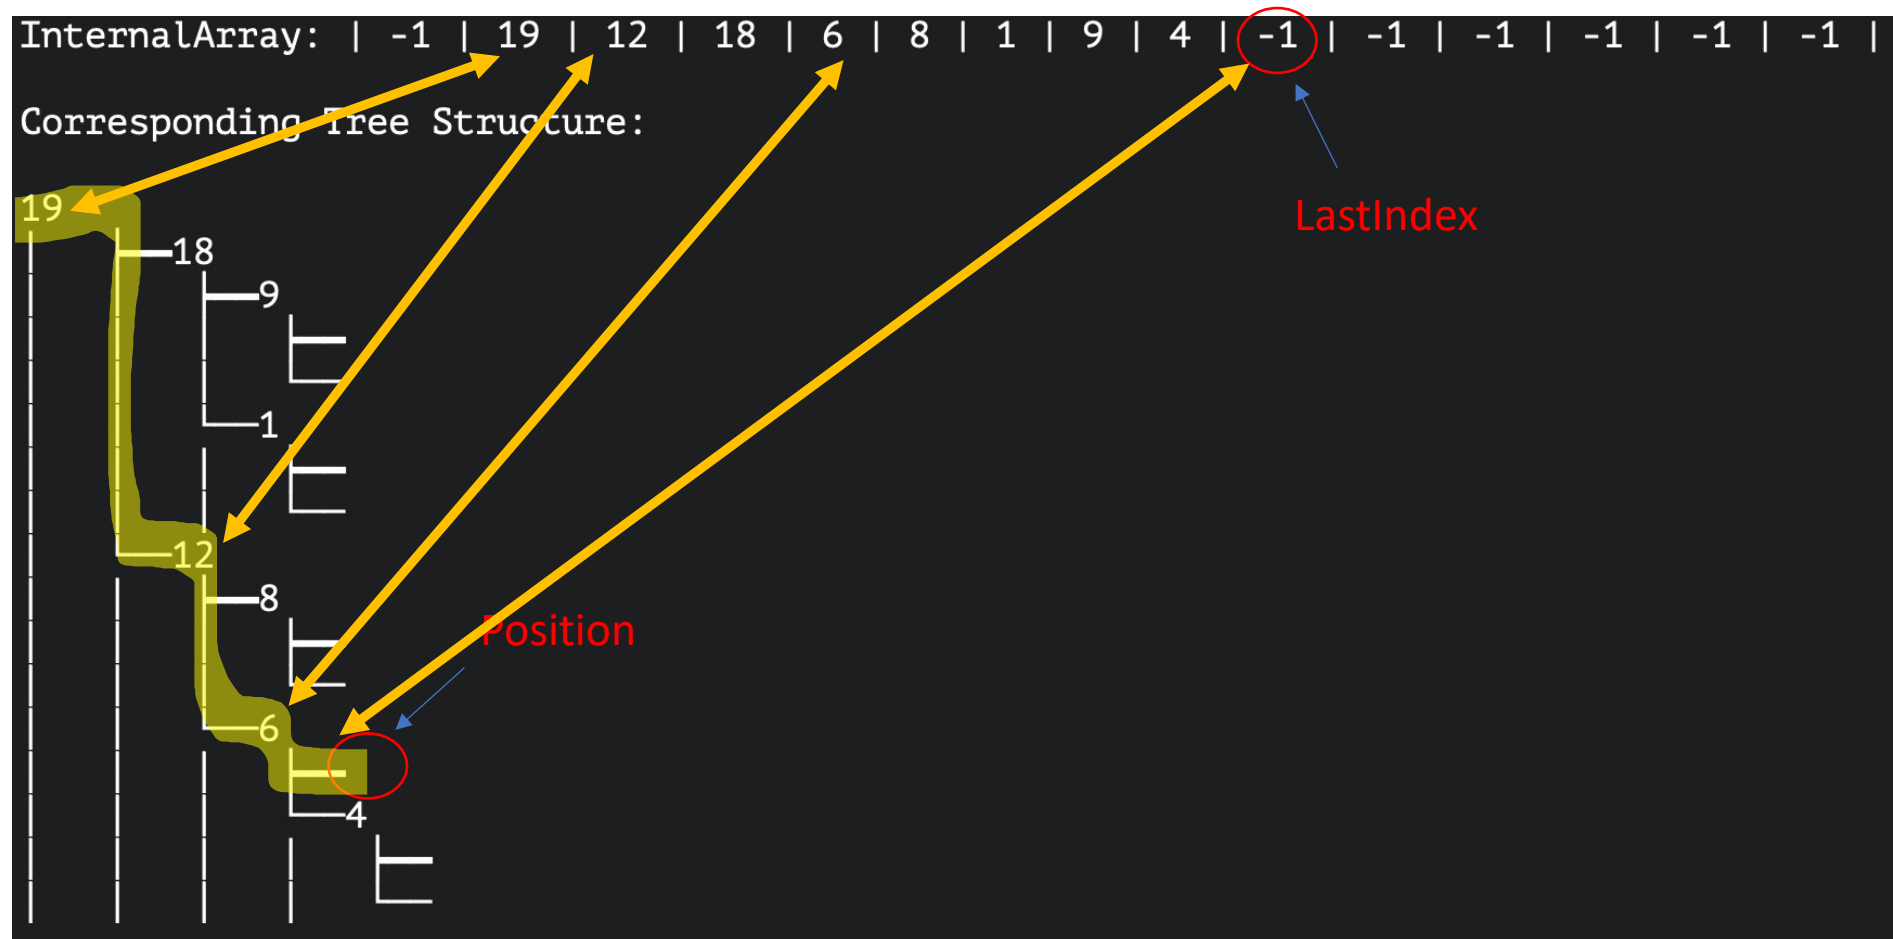 InternalArray: | -1 | 19 | 12 | 18 | 6 | 8 | 1 | 9 | 4 | -1 | -1 | -1 | -1 | -1 | -1 |
Corresponding Tree Structure:
LastIndex
19
18
9
1
12
8
Position
6
4